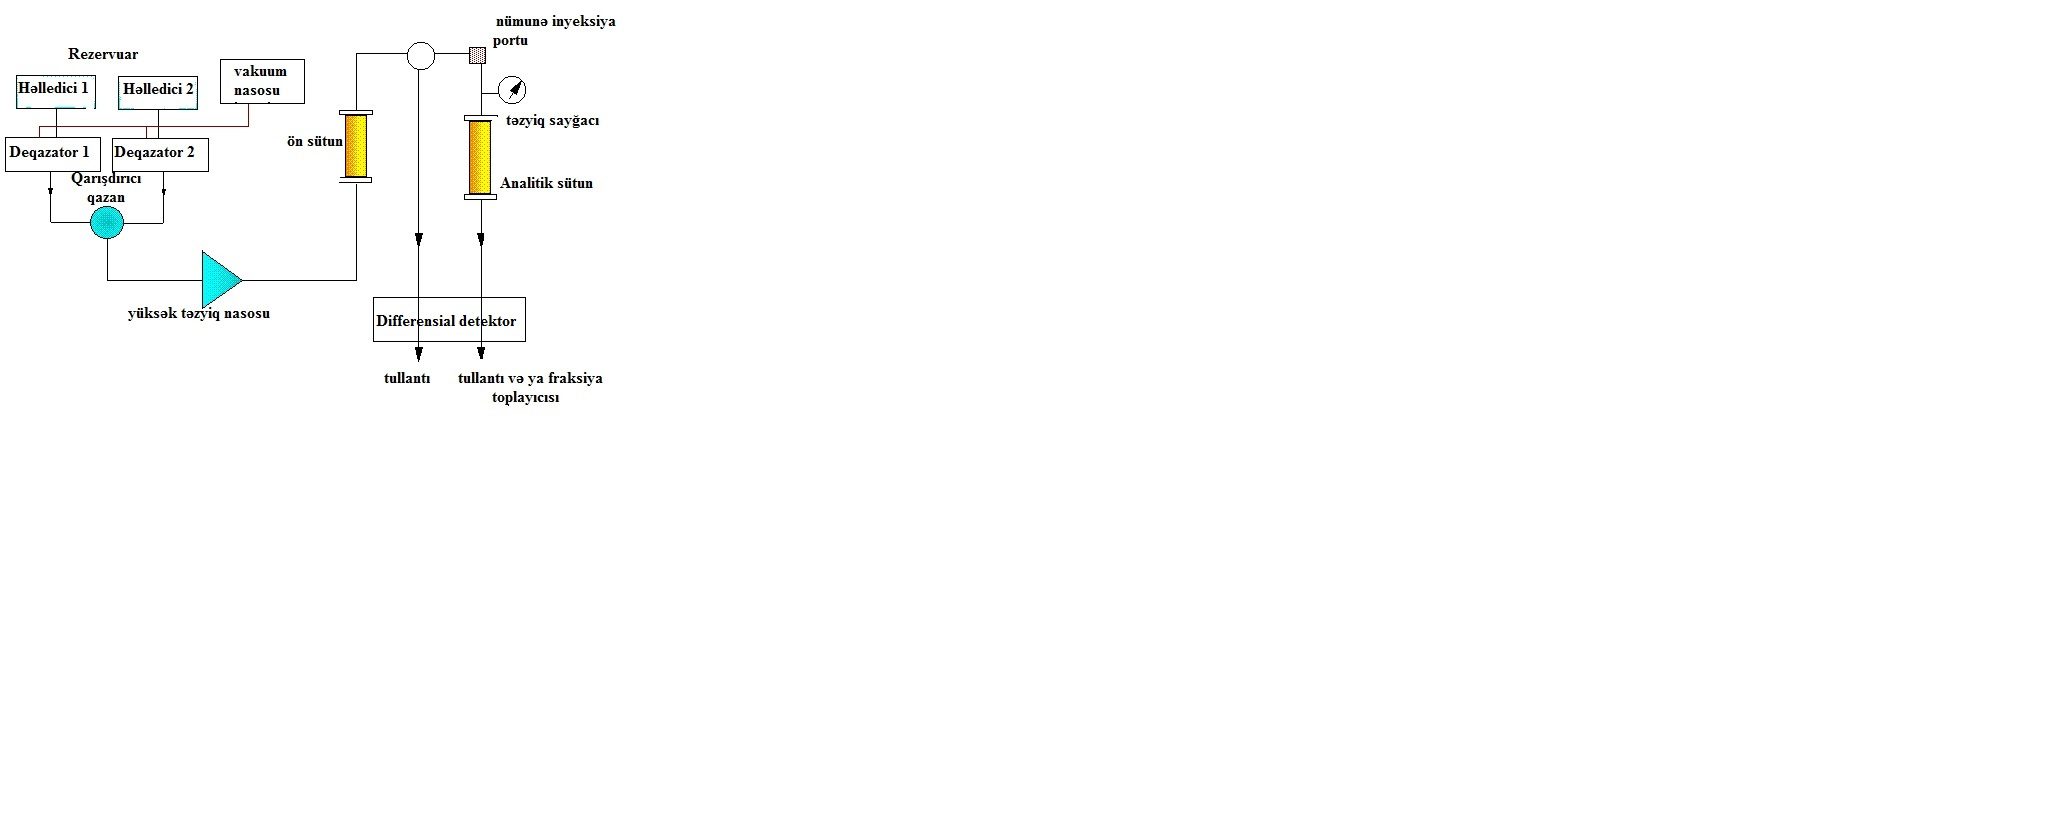 nümunə inyeksiya
portu
Rezervuar
Həlledici 1
Həlledici 2
vakuum
nasosu
təzyiq sayğacı
ön sütun
Deqazator 1
Deqazator 2
Qarışdırıcı
qazan
Analitik sütun
yüksək təzyiq nasosu
Differensial detektor
tullantı
tullantı və ya fraksiya
toplayıcısı